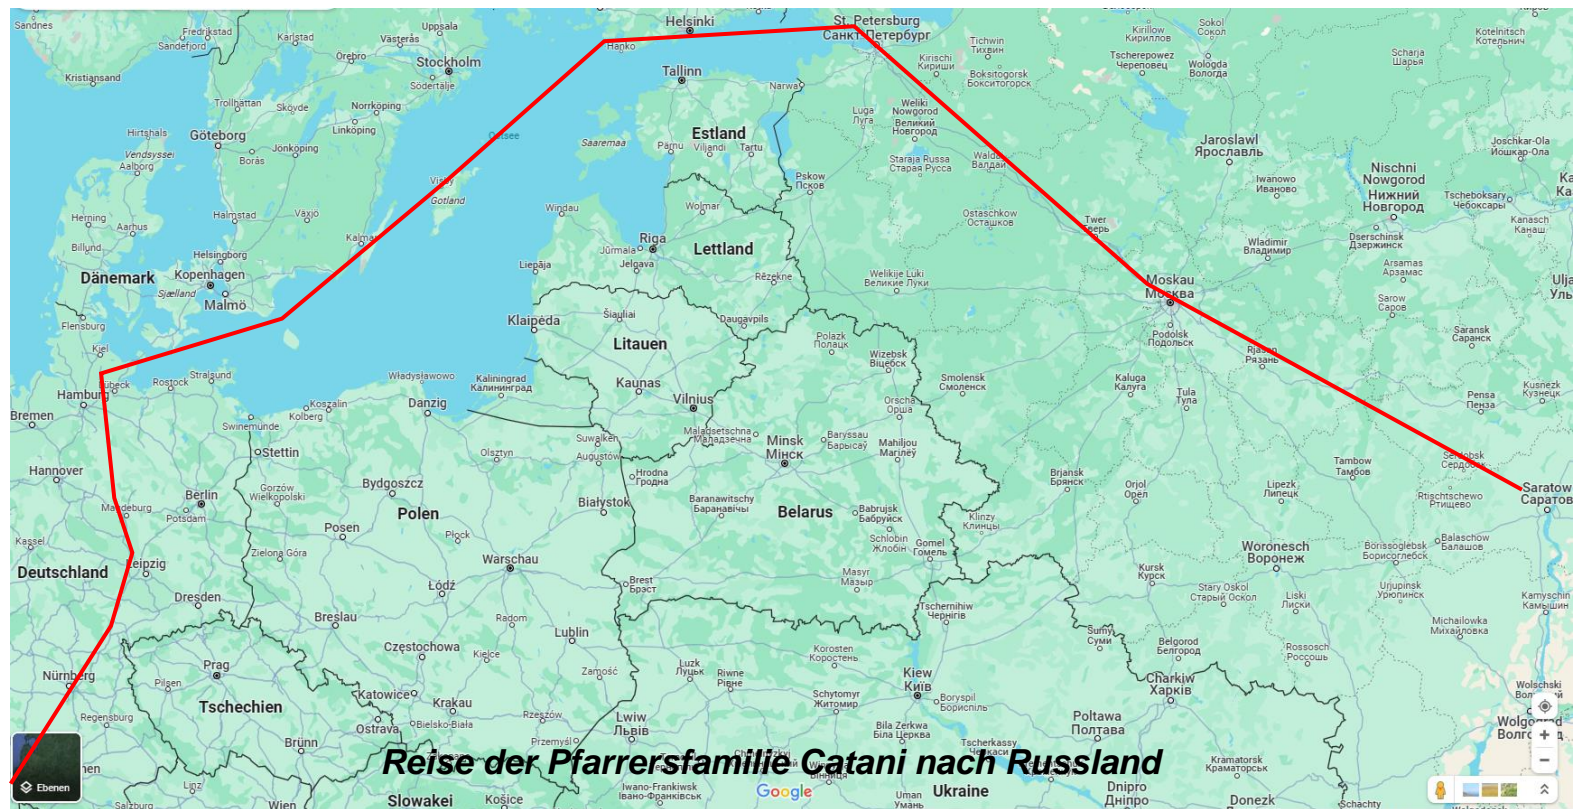 Sandnes
Fredrikstad
Sandefjord
Karlstad
Örebro
Västerås
Uppsala
Stockholm
Södertälje
Helsinki
Hanko
St. Petersburg
Санкт-Петербург
Tichwin
Тихвин
Kirillow
Кириллов
Sokol
Сокол
Kotelnitsch
Котельнич
Kristiansand
Trollhättan
Skövde
Norrköping
Linköping
Tallinn
Narwa
Kirischi
Кириши
Boksitogorsk
Бокситогорск
Tscherepowez
Череповец
Wologda
Вологда
Scharja
Шарья
Hirtshals
Vendsyssel
Aalborg
Göteborg
Borås
Jönköping
Ostsee
Saaremaa
Estland
Pärnu
Viljandi
Tartu
Luga
Луга
Weliki
Nowgorod
Великий
Новгород
Staraja Russa
Старая Русса
Waldai
Валдай
Jaroslawl
Ярославль
Joschkar-Ola
Йошкар-Ола
Visby
Gotland
Windau
Wolmar
Pskow
Псков
Iwanowo
Иваново
Nischni
Nowgorod
Нижний
Новгород
Tscheboksary
Чебоксары
Ka
Ка
Herning
Aarhus
Billund
Halmstad
Växjö
Kalmar
Riga
Jūrmala
Jelgava
Lettland
Ostaschkow
Осташков
Twer
Тверь
Wladimir
Владимир
Dserschinsk
Дзержинск
Kanasch
Канаш
Dänemark
Helsingborg
Kopenhagen
Sjælland
Malmö
Liepāja
Rēzekne
Welikije Luki
Великие Луки
Moskau
Москва
Arsamas
Арзамас
Sarow
Саров
Ulja
Уль
Flensburg
Kiel
Klaipėda
Šiauliai
Daugavpils
Litauen
Polazk
Полацк
Wizebsk
Віцебск
Podolsk
Подольск
Rjasan
Рязань
Saransk
Саранск
Lübeck
Rostock
Stralsund
Hamburg
Władysławowo
Kaliningrad
Калининград
Kaunas
Vilnius
Smolensk
Смоленск
Kaluga
Калуга
Tula
Тула
Pensa
Пенза
Kusnezk
Кузнецк
Bremen
Swinemünde
Koszalin
Kolberg
Danzig
Suwałken
Augustów
Maladsetschna
Маладзечна
Minsk
Мінск
Baryssau
Барысаў
Orscha
Орша
Mahiljou
Магілёў
Stettin
Olsztyn
Hrodna
Гродна
Brjansk
Брянск
Tambow
Тамбов
Serdobsk
Сердобск
Hannover
Berlin
Potsdam
Gorzów
Wielkopolski
Bydgoszcz
Białystok
Baranawitschy
Баранавічы
Belarus
Babrujsk
Бабруйск
Orjol
Орёл
Lipezk
Липецк
Rtischtschewo
Ртищево
Saratow
Саратов
Magdeburg
Polen
Posen
Płock
Klinzy
Клинцы
Schlobin
Жлобін
Gomel
Гомель
Kassel
Deutschland
Leipzig
Zielona Góra
Warschau
Woronesch
Воронеж
Borissoglebsk
Борисоглебск
Balaschow
Балашов
Dresden
Łódź
Brest
Брэст
Masyr
Мазыр
Kursk
Курск
Stary Oskol
Старый Оскол
Liski
Лиски
Urjupinsk
Урюпинск
Kamyschin
Камышин
Breslau
Radom
Lublin
Tschernihiw
Чернігів
Michailowka
Михайловка
Nürnberg
Prag
Pilsen
Częstochowa
Kielce
Zamość
Luzk
Луцьк
Riwne
Рівне
Korosten
Коростень
Kiew
Київ
Sumy
Суми
Belgorod
Белгород
Rossosch
Россошь
Regensburg
Tschechien
Katowice
Krakau
Ostrava
Bielsko-Biała
Rzeszów
Lwiw
Львів
Schytomyr
Житомир
Boryspil
Бориспіль
Charkiw
Харків
Poltawa
Полтава
Wolschski
Wolgograd
Brünn
Przemyśl
Bila Zerkwa
Біла Церква
Tscherkassy
Reise der Pfarrersfamilie Catani nach Russland
Kramatorsk
Краматорськ
Ebenen
Linz
Salzburg
Wien
Slowakei
Košice
Iwano-Frankiwsk
Івано-Франківськ
Google
Uman
Умань
Ukraine
Dnipro
Дніпро
Donezk
Schachty